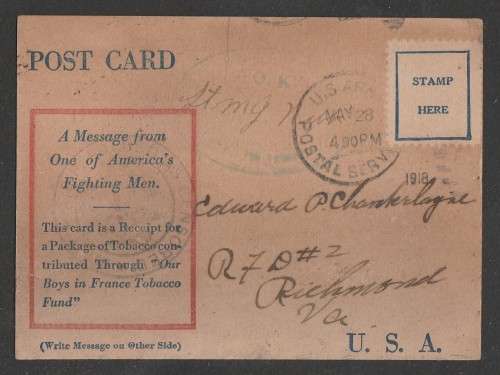 POST CARD
O.K.
U.S. ARMY
MAY 28
4 00 PM
POSTAL SERV
STAMP
HERE
1918
A Message from
One of America's
Fighting Men.
This card is a Receipt for
a Package of Tobacco con-
tributed Through "Our
Boys in France Tobacco
Fund"
(Write Message on Other Side)
Edward P. Chamberlayne
R F D #2
Richmond
Va
U. S. A.